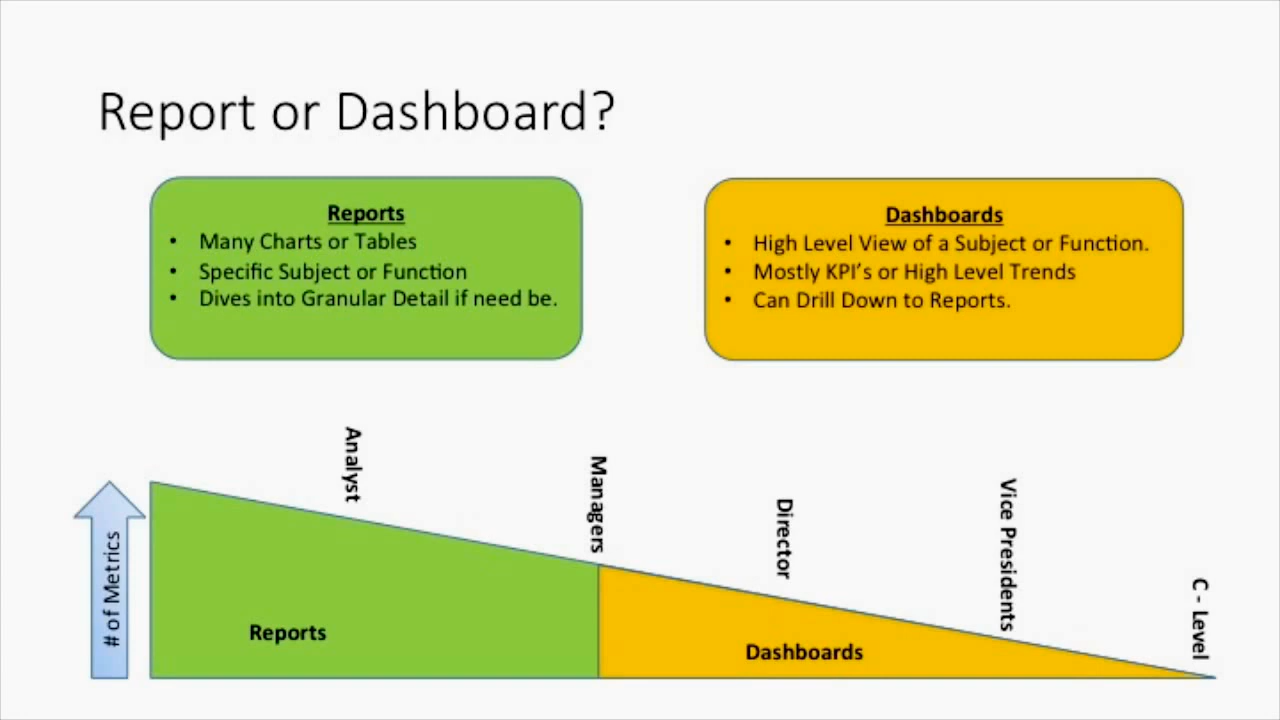 Report or Dashboard?
Reports
• Many Charts or Tables
• Specific Subject or Function
• Dives into Granular Detail if need be.
Dashboards
• High Level View of a Subject or Function.
• Mostly KPI's or High Level Trends
• Can Drill Down to Reports.
Analyst
Managers
Director
Vice Presidents
C - Level
# of Metrics
Reports
Dashboards